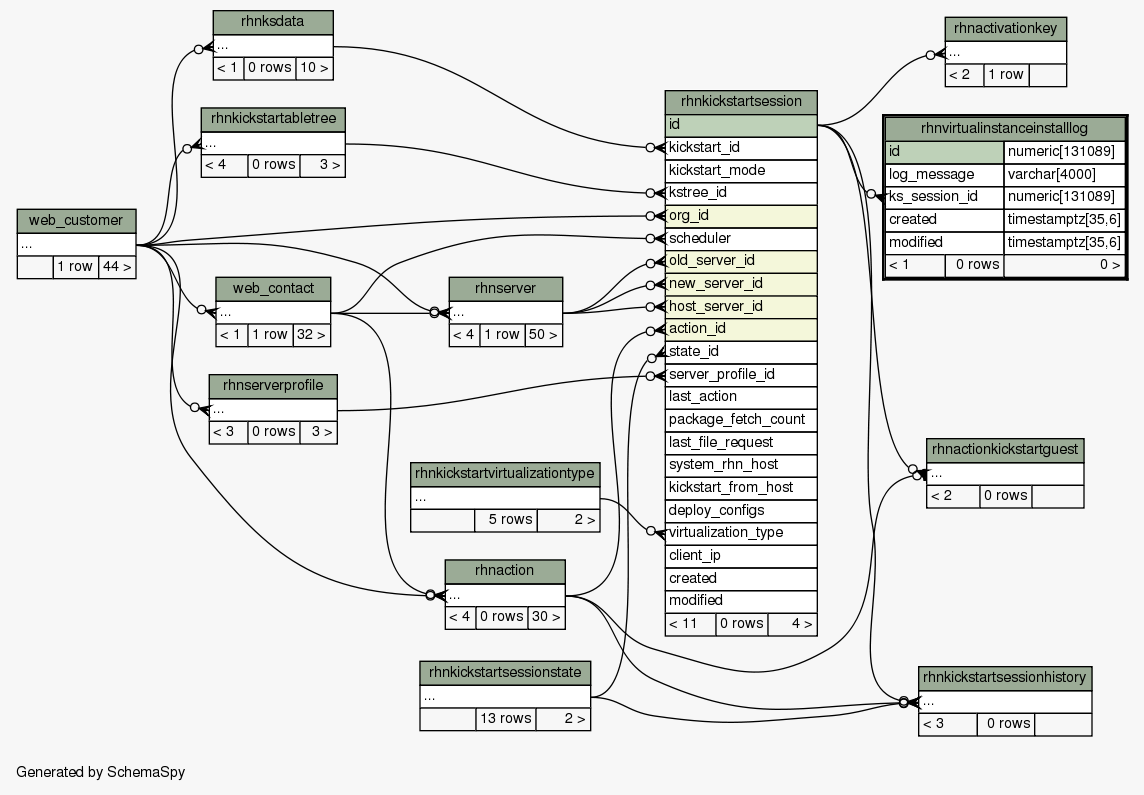 rhnksdata
...
< 1 0 rows 10 >
rhnkickstartabletree
...
< 4 0 rows 3 >
web_customer
...
1 row 44 >
web_contact
...
< 1 1 row 32 >
rhnserver
...
< 4 1 row 50 >
rhnserverprofile
...
< 3 0 rows 3 >
rhnkickstartvirtualizationtype
...
5 rows 2 >
rhnaction
...
< 4 0 rows 30 >
rhnkickstartsessionstate
...
13 rows 2 >
rhnkickstartsession
id
kickstart_id
kickstart_mode
kstree_id
org_id
scheduler
old_server_id
new_server_id
host_server_id
action_id
state_id
server_profile_id
last_action
package_fetch_count
last_file_request
system_rhn_host
kickstart_from_host
deploy_configs
virtualization_type
client_ip
created
modified
< 11 0 rows 4 >
rhnactivationkey
...
< 2 1 row
rhnvirtualinstanceinstalllog
id numeric[131089]
log_message varchar[4000]
ks_session_id numeric[131089]
created timestamptz[35,6]
modified timestamptz[35,6]
< 1 0 rows 0 >
rhnactionkickstartguest
...
< 2 0 rows
rhnkickstartsessionhistory
...
< 3 0 rows
Generated by SchemaSpy